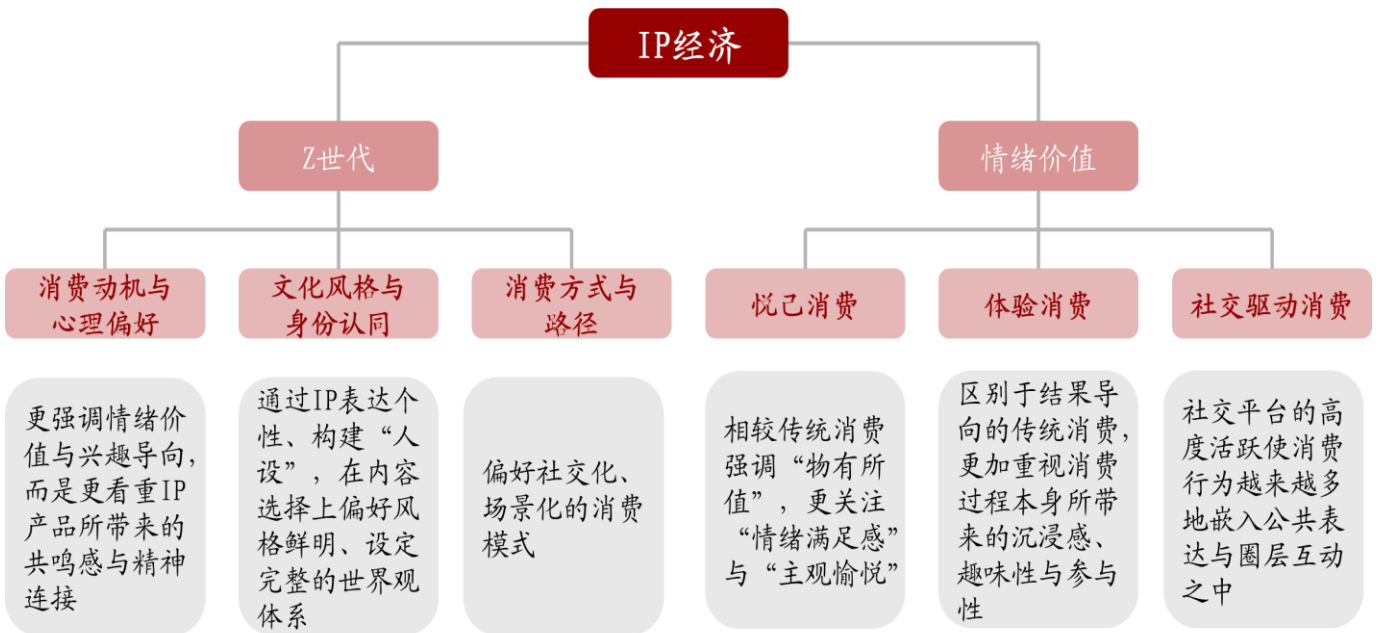 IP经济
Z世代
情绪价值
消费动机与
心理偏好
文化风格与
身份认同
消费方式与
路径
悦己消费
体验消费
社交驱动消费
更强调情绪价
值与兴趣导向,
而是更看重IP
产品所带来的
共鸣感与精神
连接
通过IP表达个
性、构建“人
设”，在内容
选择上偏好风
格鲜明、设定
完整的世界观
体系
偏好社交化、
场景化的消费
模式
相较传统消费
强调“物有所
值”，更关注
“情绪满足感”
与“主观愉悦”
区别于结果导
向的传统消费,
更加重视消费
过程本身所带
来的沉浸感、
趣味性与参与
性
社交平台的高
度活跃使消费
行为越来越多
地嵌入公共表
达与圈层互动
之中